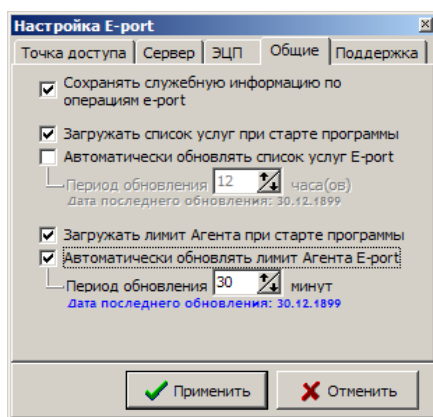 Настройка E-port
Точка доступа Сервер ЭЦП Общие Поддержка
Сохранять служебную информацию по
операциям e-port
Загружать список услуг при старте программы
Автоматически обновлять список услуг E-port
Период обновления 12 часа(ов)
Дата последнего обновления: 30.12.1899
Загружать лимит Агента при старте программы
Автоматически обновлять лимит Агента E-port
Период обновления 30 минут
Дата последнего обновления: 30.12.1899
Применить Отменить